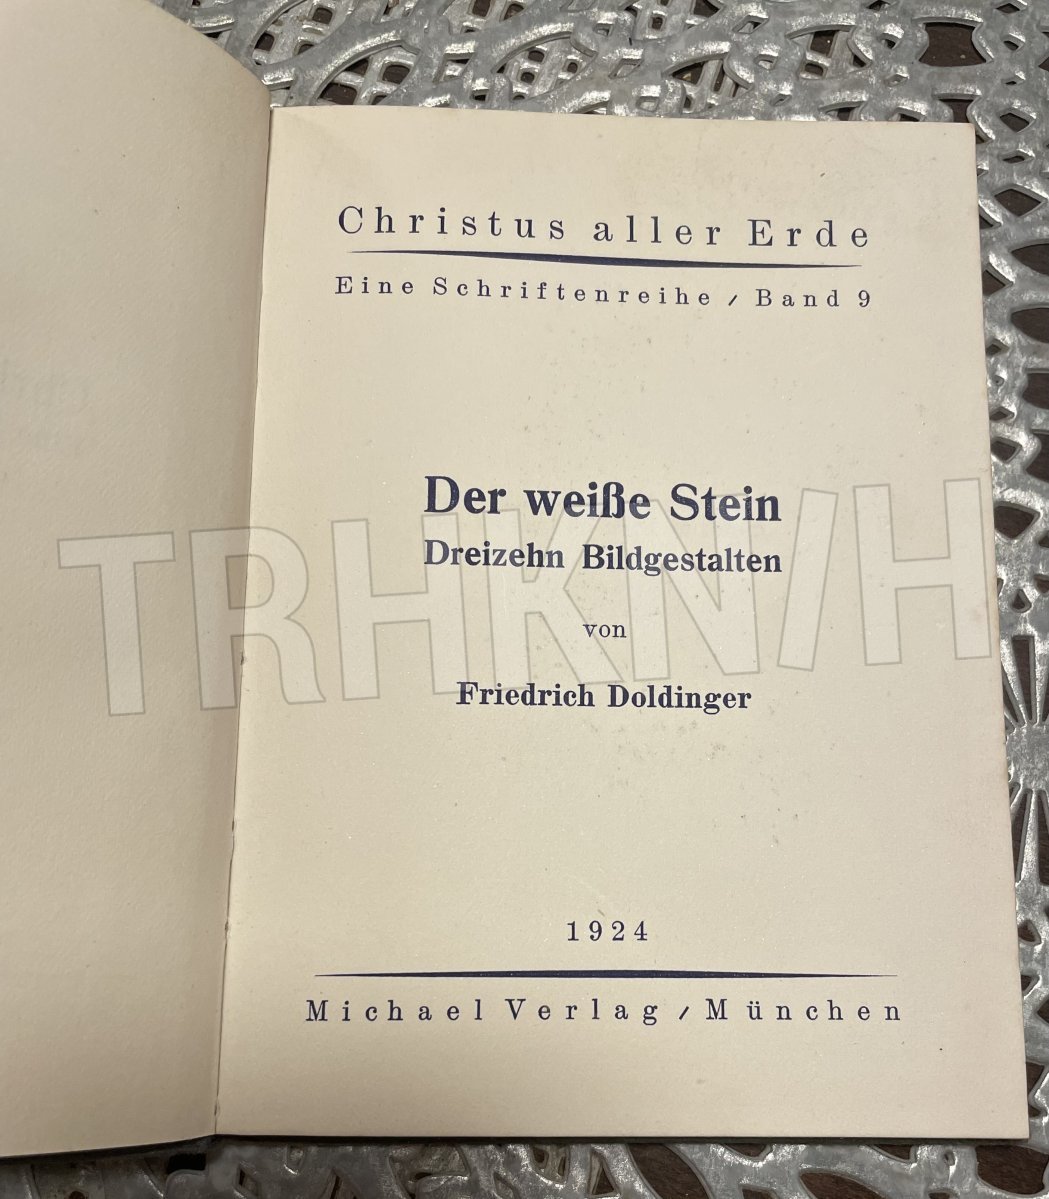 Christus aller Erde
Eine Schriftenreihe / Band 9
Der weiße Stein
Dreizehn Bildgestalten
von
Friedrich Doldinger
TRHKN/H
1924
Michael Verlag / München